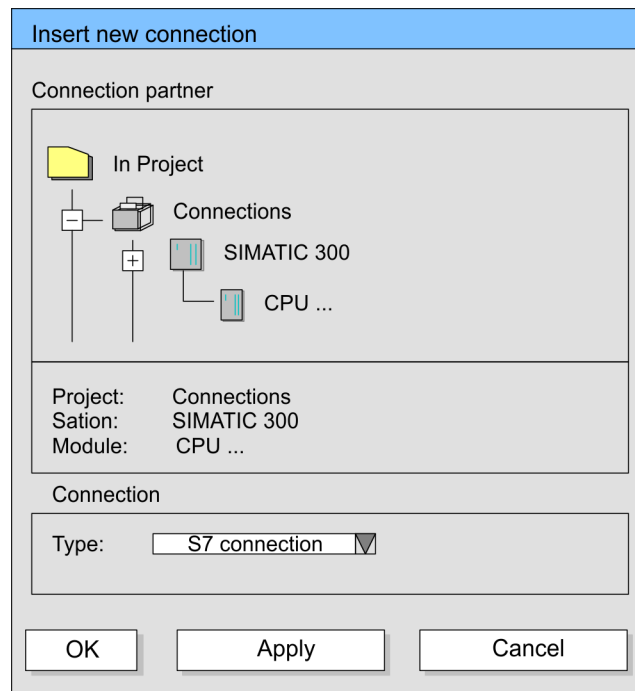 Insert new connection
Connection partner
In Project
Connections
SIMATIC 300
CPU ...
Project: Connections
Sation: SIMATIC 300
Module: CPU ...
Connection
Type: S7 connection
OK Apply Cancel